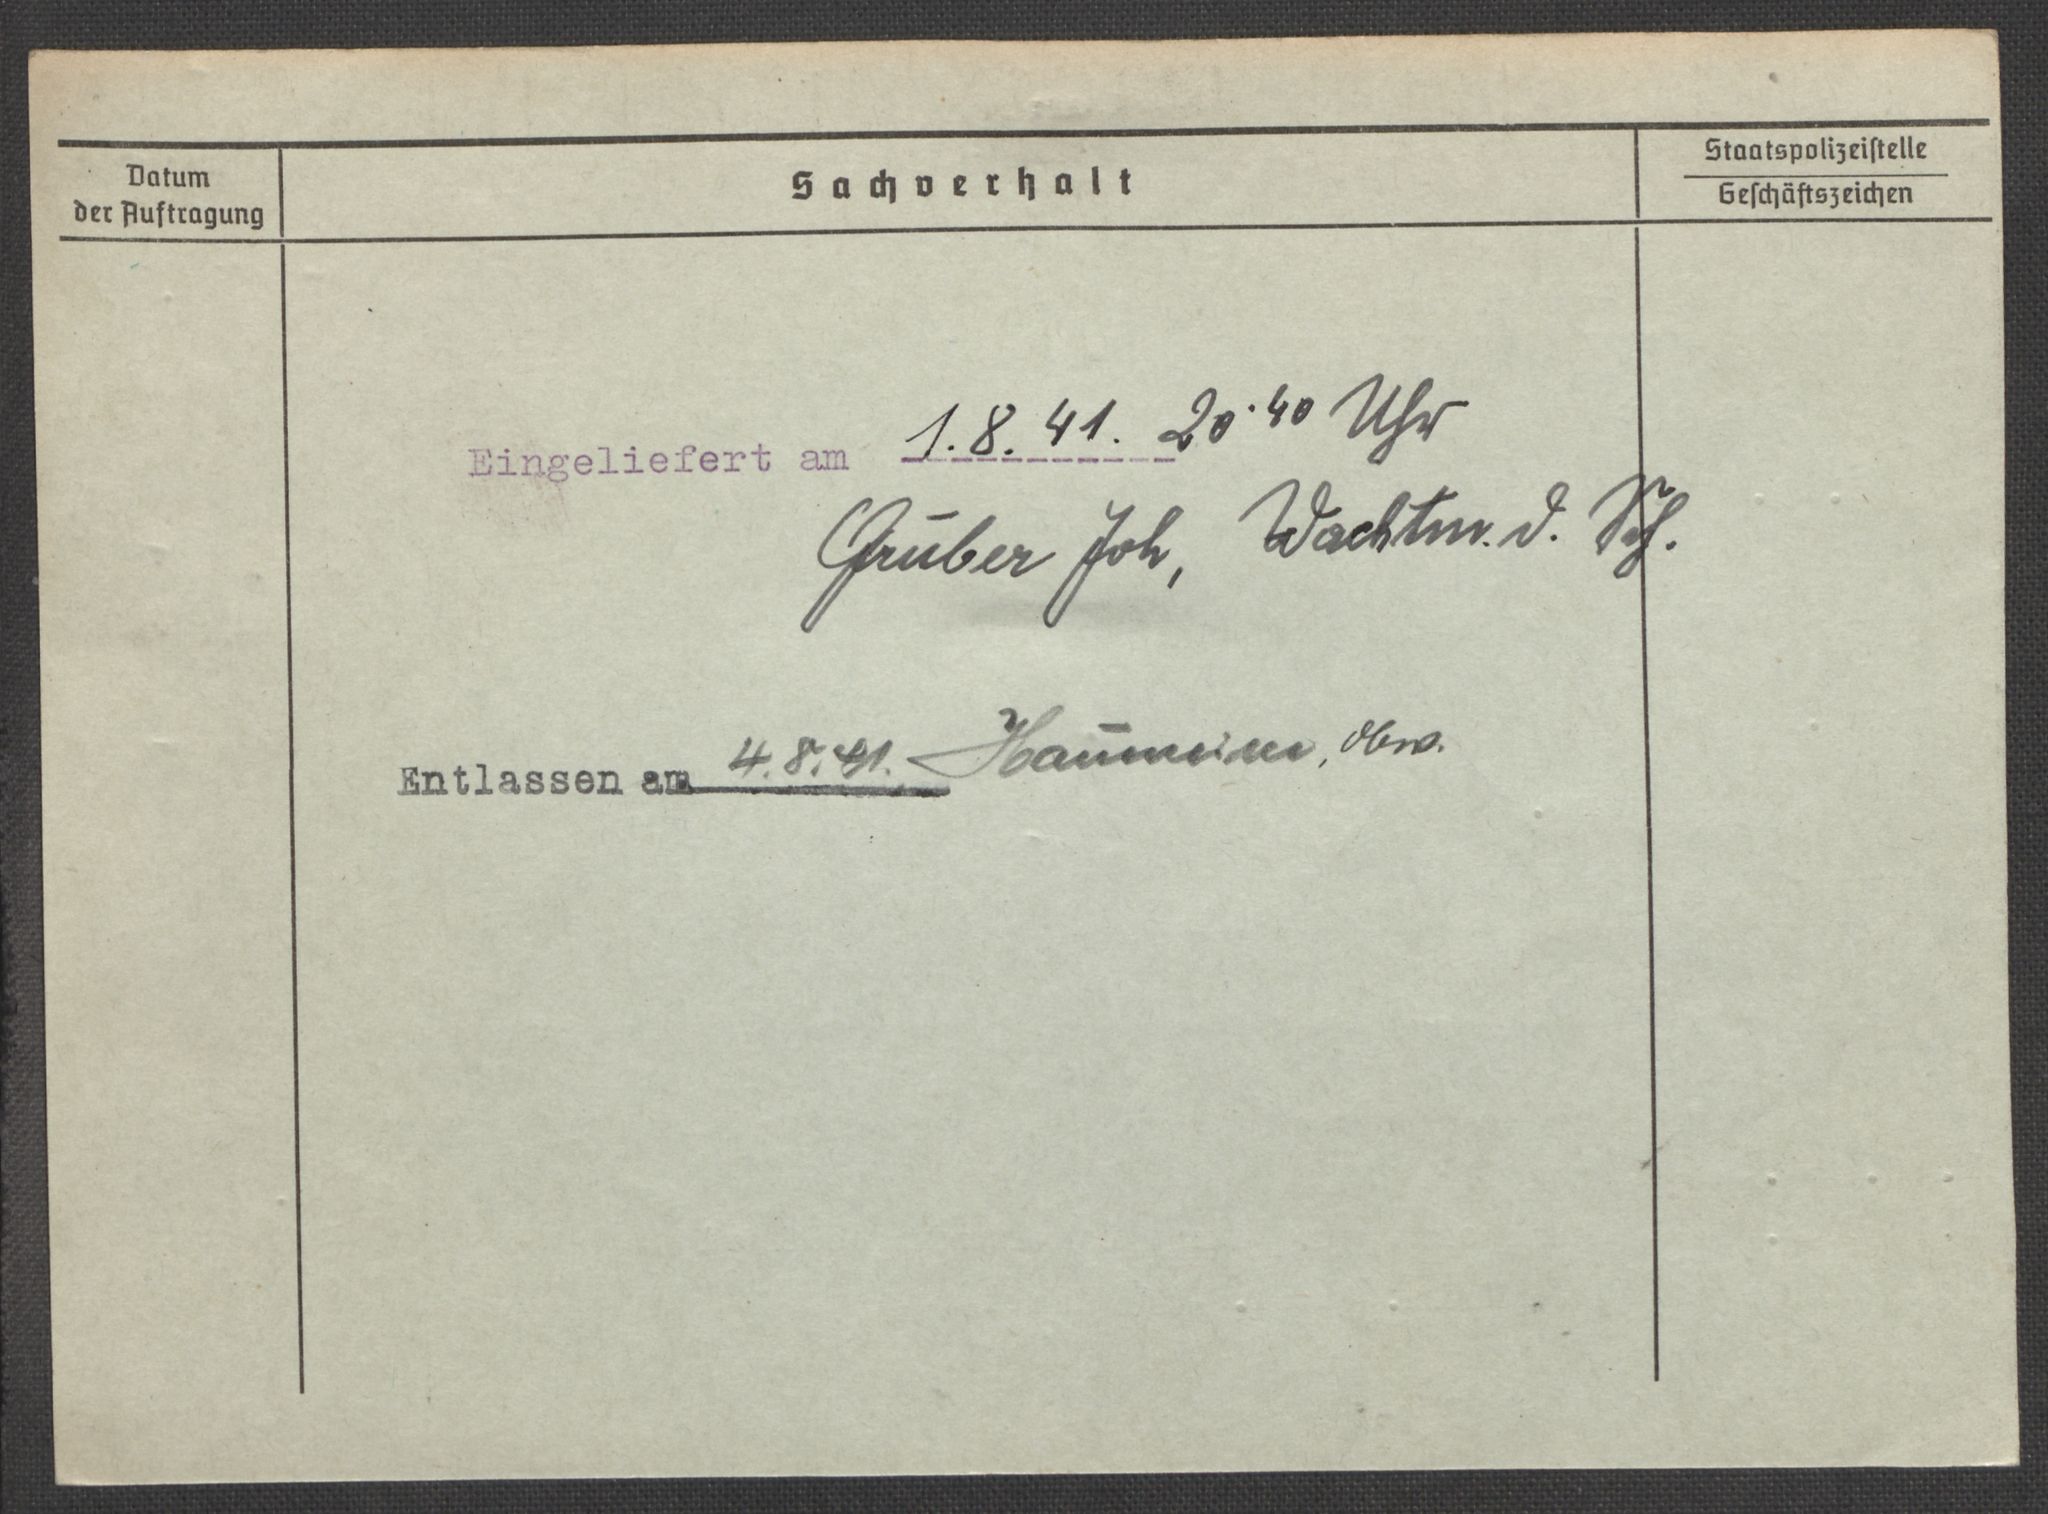 Datum
der Auftragung
Sachverhalt
Staatspolizeistelle
Geschäftszeichen
Eingeliefert am 1.8.41. 20.40 Uhr
Gruber Joh, Wachtm. d. Sch.
Entlassen am 4.8.41.